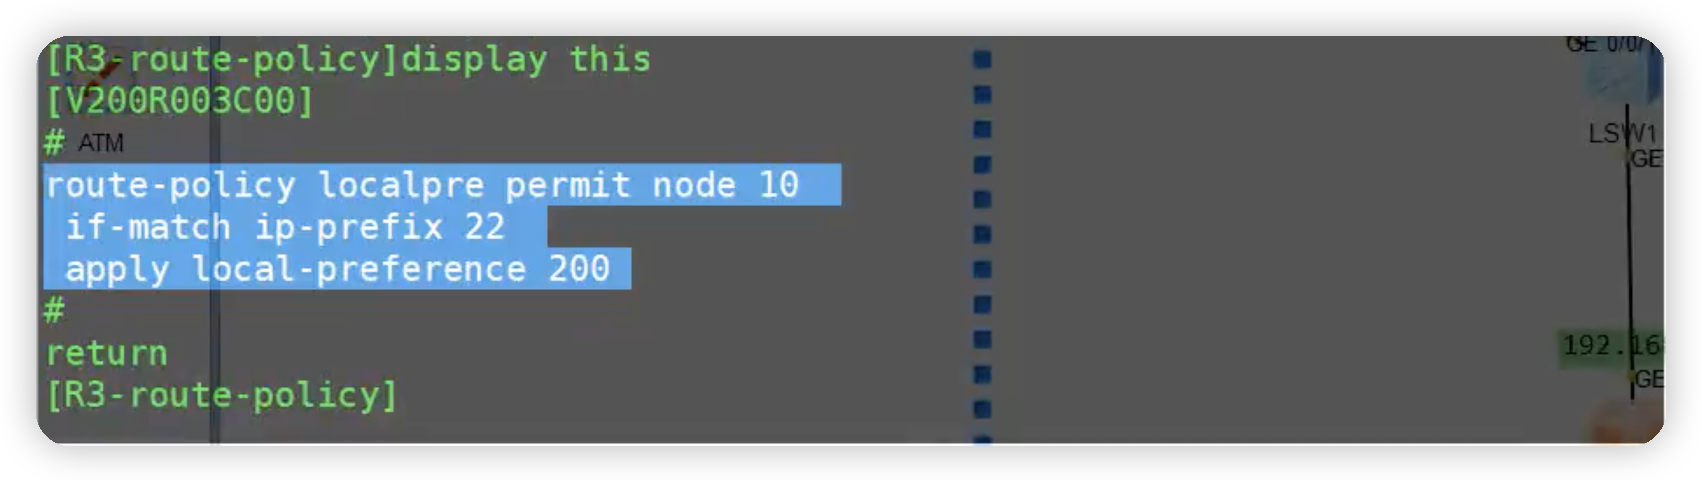 [R3-route-policy]display this
[V200R003C00]
# ATM
route-policy localpre permit node 10
if-match ip-prefix 22
apply local-preference 200
#
return
[R3-route-policy]
GE 0/0/
LSW1
GE
192.16
GE